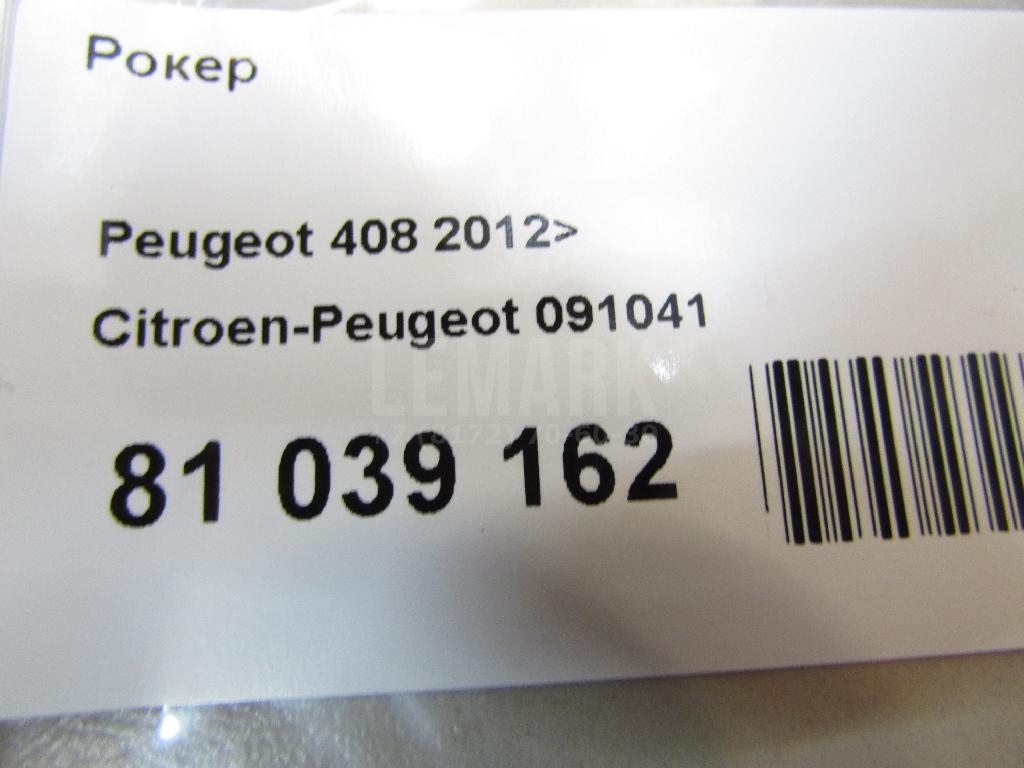 Рокер
Peugeot 408 2012>
Citroen-Peugeot 091041
LEMARK
81 039 162